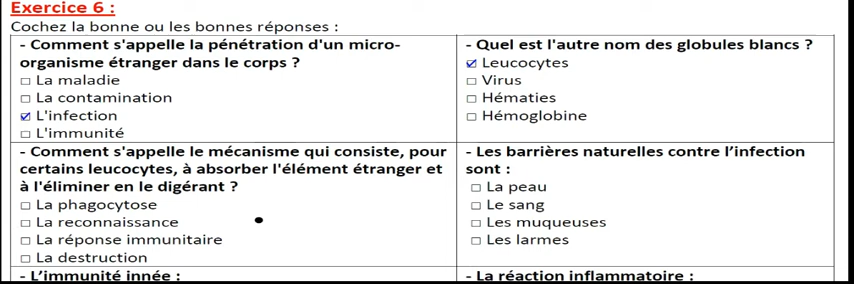 Exercice 6 :
Cochez la bonne ou les bonnes réponses :
- Comment s'appelle la pénétration d'un micro-
organisme étranger dans le corps ?
La maladie
La contamination
L'infection
L'immunité
- Quel est l'autre nom des globules blancs ?
Leucocytes
Virus
Hématies
Hémoglobine
- Comment s'appelle le mécanisme qui consiste, pour
certains leucocytes, à absorber l'élément étranger et
à l'éliminer en le digérant ?
La phagocytose
La reconnaissance
La réponse immunitaire
La destruction
- Les barrières naturelles contre l'infection
sont :
La peau
Le sang
Les muqueuses
Les larmes
- L'immunité innée :
- La réaction inflammatoire :